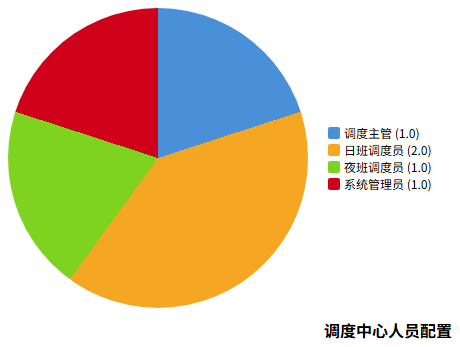 调度主管 (1.0)
日班调度员 (2.0)
夜班调度员 (1.0)
系统管理员 (1.0)
调度中心人员配置